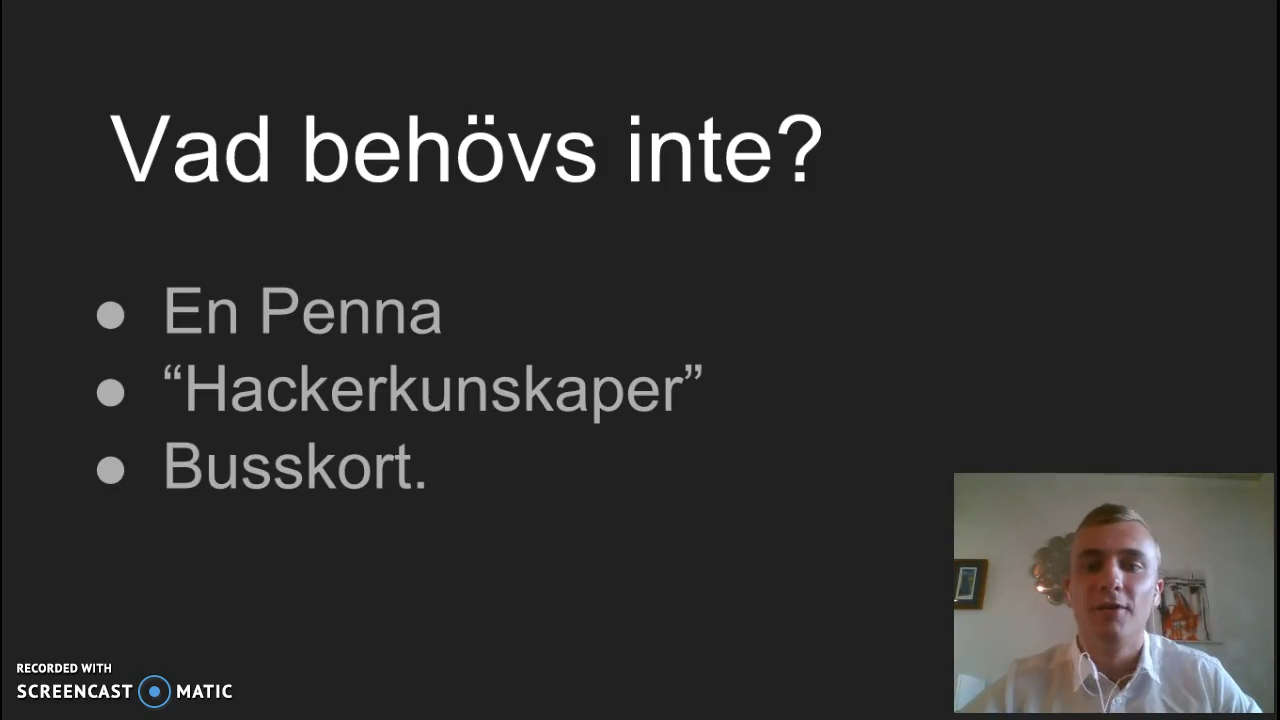 Vad behövs inte?
● En Penna
● “Hackerkunskaper”
● Busskort.
RECORDED WITH
SCREENCAST MATIC